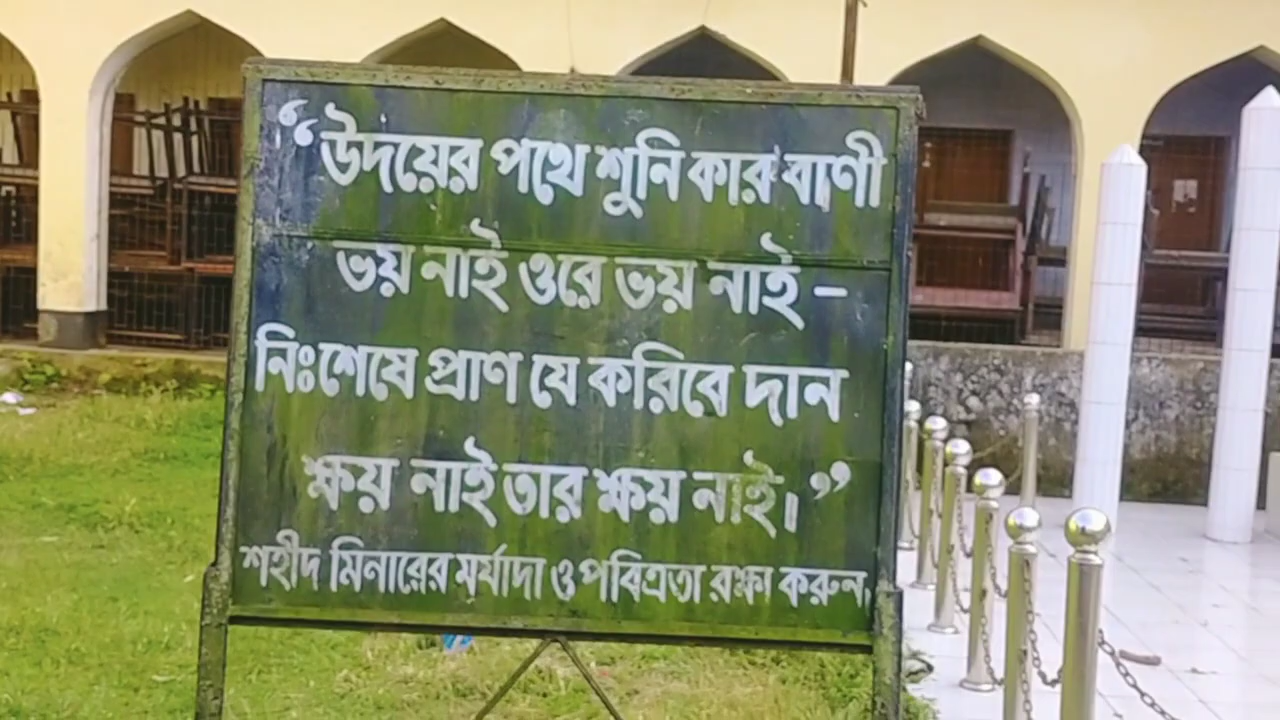 “উদয়ের পথে শুনি কার বাণী
ভয় নাই ওরে ভয় নাই –
নিঃশেষে প্রাণ যে করিবে দান
ক্ষয় নাই তার ক্ষয় নাই।”
শহীদ মিনারের মর্যাদা ও পবিত্রতা রক্ষা করুন,